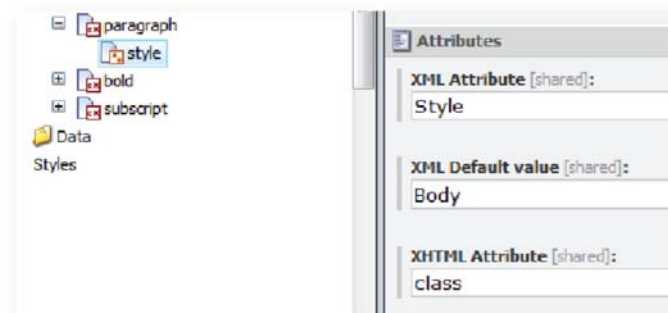 paragraph
style
bold
subscript
Data
Styles
Attributes
XML Attribute [shared]:
Style
XML Default value [shared]:
Body
XHTML Attribute [shared]:
class